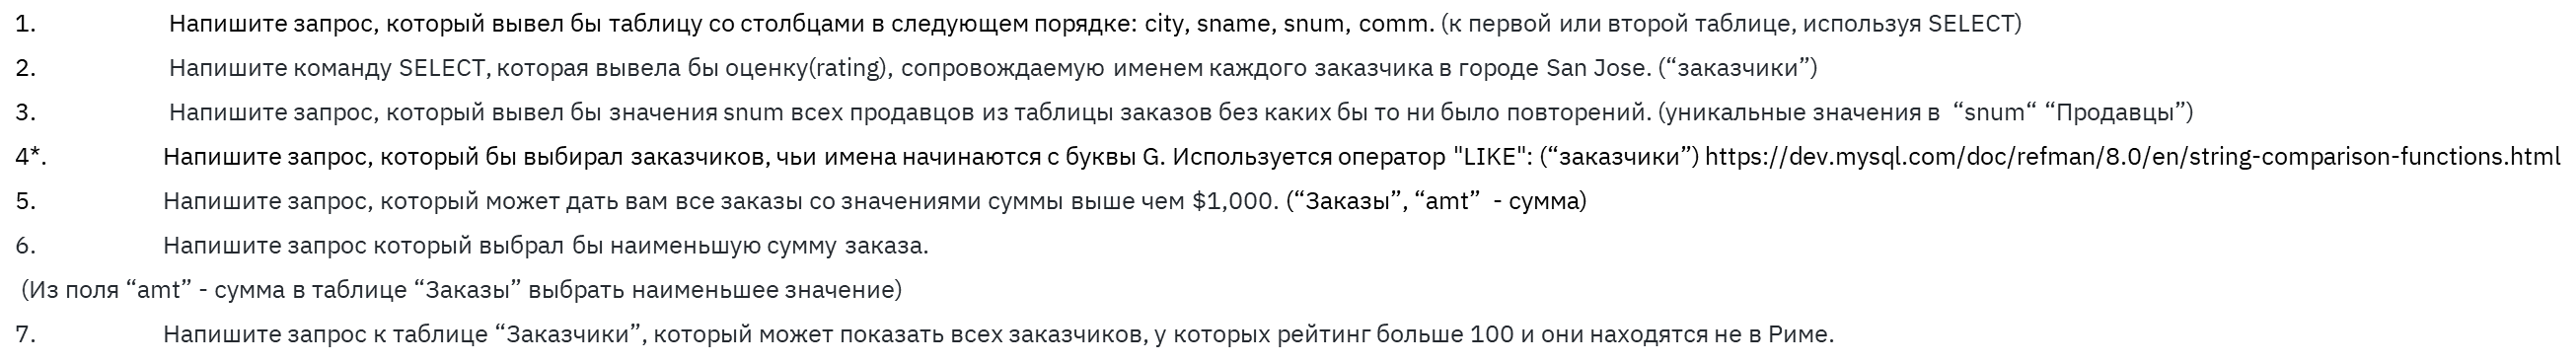 1. Напишите запрос, который вывел бы таблицу со столбцами в следующем порядке: city, sname, snum, comm. (к первой или второй таблице, используя SELECT)
2. Напишите команду SELECT, которая вывела бы оценку(rating), сопровождаемую именем каждого заказчика в городе San Jose. (“заказчики”)
3. Напишите запрос, который вывел бы значения snum всех продавцов из таблицы заказов без каких бы то ни было повторений. (уникальные значения в “snum“ “Продавцы”)
4*. Напишите запрос, который бы выбирал заказчиков, чьи имена начинаются с буквы G. Используется оператор "LIKE": (“заказчики”) https://dev.mysql.com/doc/refman/8.0/en/string-comparison-functions.html
5. Напишите запрос, который может дать вам все заказы со значениями суммы выше чем $1,000. (“Заказы”, “amt” - сумма)
6. Напишите запрос который выбрал бы наименьшую сумму заказа.
(Из поля “amt” - сумма в таблице “Заказы” выбрать наименьшее значение)
7. Напишите запрос к таблице “Заказчики”, который может показать всех заказчиков, у которых рейтинг больше 100 и они находятся не в Риме.